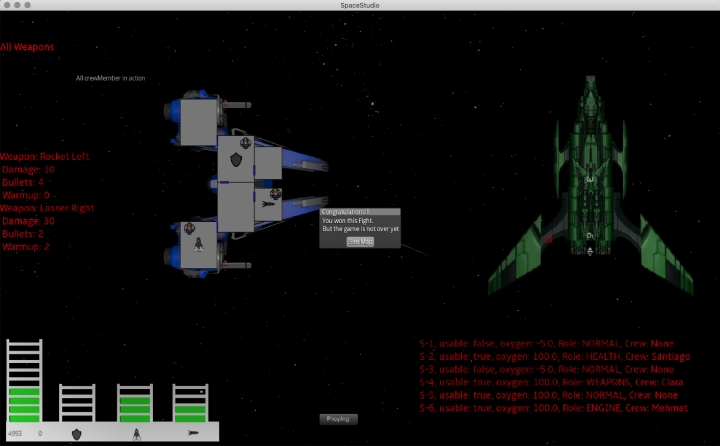 SpaceStudio
All Weapons
All crewMember in action
Weapon: Rocket Left
Damage: 10
Bullets: 4
Warmup: 0
Weapon: Lasser Right
Damage: 30
Bullets: 2
Warmup: 2
Congratulations!!
You won this Fight.
But the game is not over yet
See Map
S-1, usable: false, oxygen: -5.0, Role: NORMAL, Crew: None
S-2, usable: true, oxygen: 100.0, Role: HEALTH, Crew: Santiago
S-3, usable: false, oxygen: -5.0, Role: NORMAL, Crew: None
S-4, usable: true, oxygen: 100.0, Role: WEAPONS, Crew: Clara
S-5, usable: true, oxygen: 100.0, Role: NORMAL, Crew: None
S-6, usable: true, oxygen: 100.0, Role: ENGINE, Crew: Mehmet
0
Playing